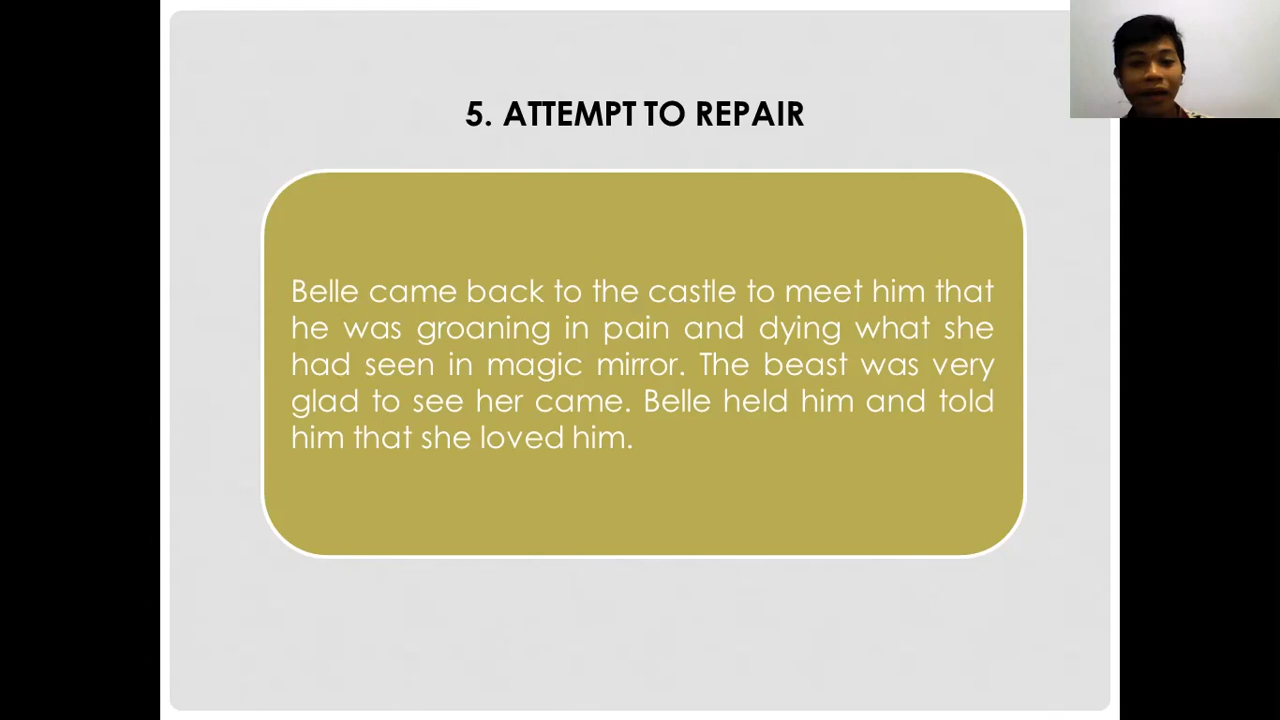 5. ATTEMPT TO REPAIR
Belle came back to the castle to meet him that
he was groaning in pain and dying what she
had seen in magic mirror. The beast was very
glad to see her came. Belle held him and told
him that she loved him.